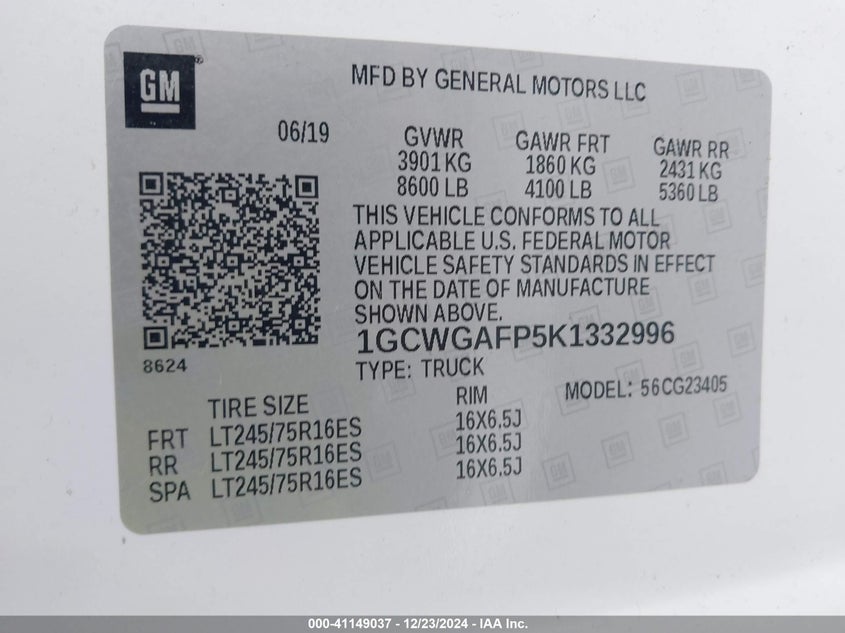 GM
MFD BY GENERAL MOTORS LLC
06/19
GVWR GAWR FRT GAWR RR
3901 KG 1860 KG 2431 KG
8600 LB 4100 LB 5360 LB
THIS VEHICLE CONFORMS TO ALL
APPLICABLE U.S. FEDERAL MOTOR
VEHICLE SAFETY STANDARDS IN EFFECT
ON THE DATE OF MANUFACTURE
SHOWN ABOVE.
1GCWGAFP5K1332996
8624
TYPE: TRUCK
MODEL: 56CG23405
TIRE SIZE RIM
FRT LT245/75R16ES 16X6.5J
RR LT245/75R16ES 16X6.5J
SPA LT245/75R16ES 16X6.5J
000-41149037 - 12/23/2024 - IAA Inc.